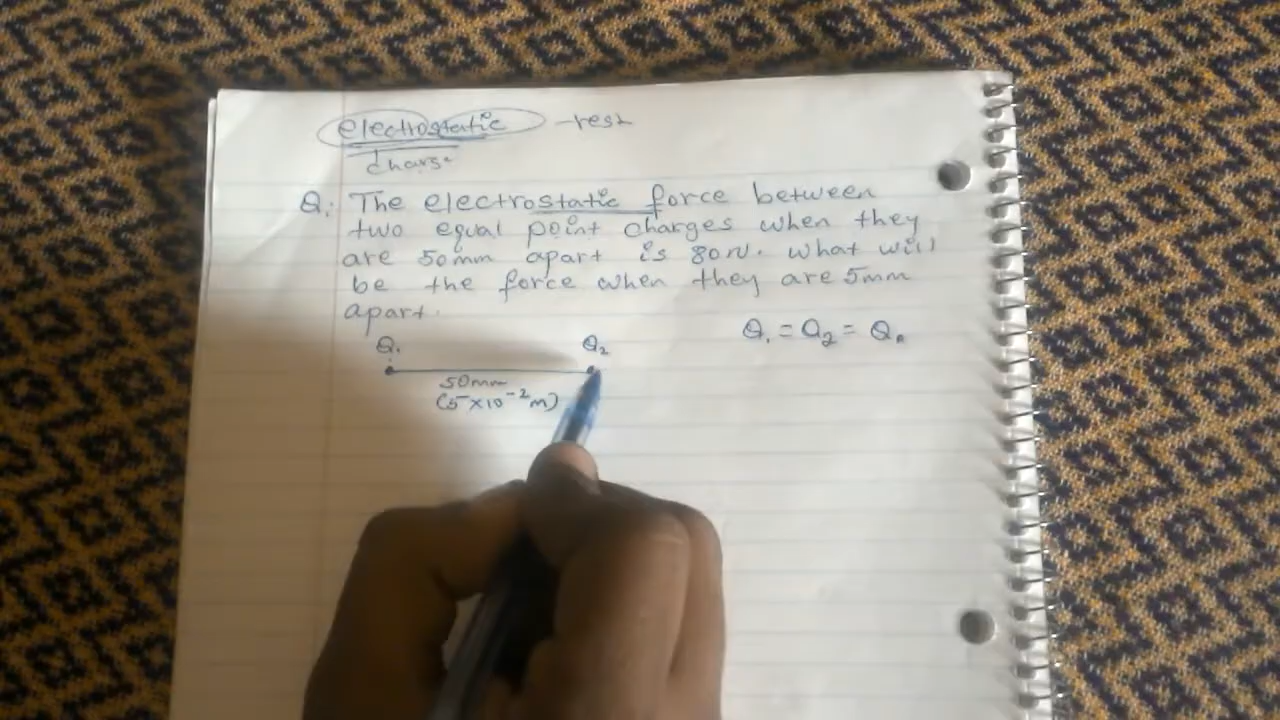 electrostatic -rest
charge
Q: The electrostatic force between
two equal point charges when they
are 50mm apart is 80N. What will
be the force when they are 5mm
apart.
Q₁ = Q₂ = Q.
Q₁ Q₂
50mm
(5×10⁻²m)